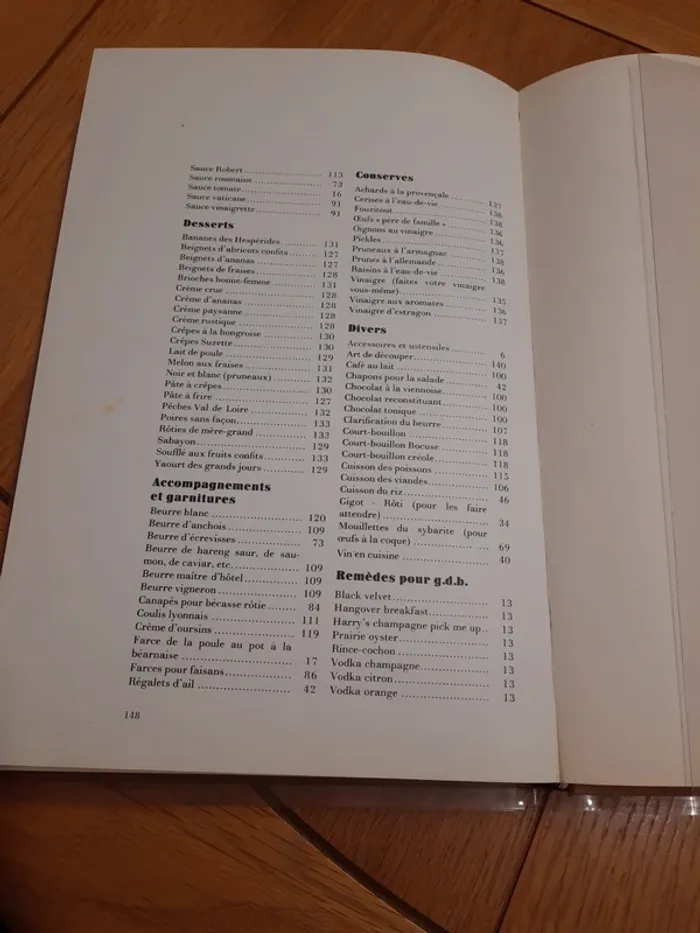 Sauce Robert ........ 113
Sauce roumaine ........ 73
Sauce tomate ........ 16
Sauce vaticane ........ 91
Sauce vinaigrette ........ 91
Desserts
Bananes des Hespérides ........ 131
Beignets d'abricots confits ........ 127
Beignets d'ananas ........ 127
Beignets de fraises ........ 128
Brioches bonne-femme ........ 131
Crème crue ........ 128
Crème d'ananas ........ 128
Crème paysanne ........ 128
Crème rustique ........ 128
Crêpes à la hongroise ........ 130
Crêpes Suzette ........ 130
Lait de poule ........ 129
Melon aux fraises ........ 131
Noir et blanc (pruneaux) ........ 132
Pâte à crêpes ........ 130
Pâte à frire ........ 127
Pêches Val de Loire ........ 132
Poires sans façon ........ 133
Rôties de mère-grand ........ 133
Sabayon ........ 129
Soufflé aux fruits confits ........ 133
Yaourt des grands jours ........ 129
Accompagnements
et garnitures
Beurre blanc ........ 120
Beurre d'anchois ........ 109
Beurre d'écrevisses ........ 73
Beurre de hareng saur, de sau-
mon, de caviar, etc. ........ 109
Beurre maître d'hôtel ........ 109
Beurre vigneron ........ 109
Canapés pour bécasse rôtie ........ 84
Coulis lyonnais ........ 111
Crème d'oursins ........ 119
Farce de la poule au pot à la
béarnaise ........ 17
Farces pour faisans ........ 86
Régalets d'ail ........ 42
148
Conserves
Achards à la provençale ........ 137
Cerises à l'eau-de-vie ........ 138
Fouzitout ........ 138
Œufs « père de famille » ........ 136
Oignons au vinaigre ........ 136
Pickles ........ 137
Pruneaux à l'armagnac ........ 138
Prunes à l'allemande ........ 136
Raisins à l'eau-de-vie ........ 138
Vinaigre (faites votre vinaigre
vous-même) ........ 135
Vinaigre aux aromates ........ 136
Vinaigre d'estragon ........ 137
Divers
Accessoires et ustensiles ........ 6
Art de découper ........ 140
Café au lait ........ 100
Chapons pour la salade ........ 42
Chocolat à la viennoise ........ 100
Chocolat reconstituant ........ 100
Chocolat tonique ........ 100
Clarification du beurre ........ 107
Court-bouillon ........ 118
Court-bouillon Bocuse ........ 118
Court-bouillon créole ........ 118
Cuisson des poissons ........ 115
Cuisson des viandes ........ 106
Cuisson du riz ........ 46
Gigot - Rôti (pour les faire
attendre) ........ 34
Mouillettes du sybarite (pour
œufs à la coque) ........ 69
Vin en cuisine ........ 40
Remèdes pour g.d.b.
Black velvet ........ 13
Hangover breakfast ........ 13
Harry's champagne pick me up .. 13
Prairie oyster ........ 13
Rince-cochon ........ 13
Vodka champagne ........ 13
Vodka citron ........ 13
Vodka orange ........ 13